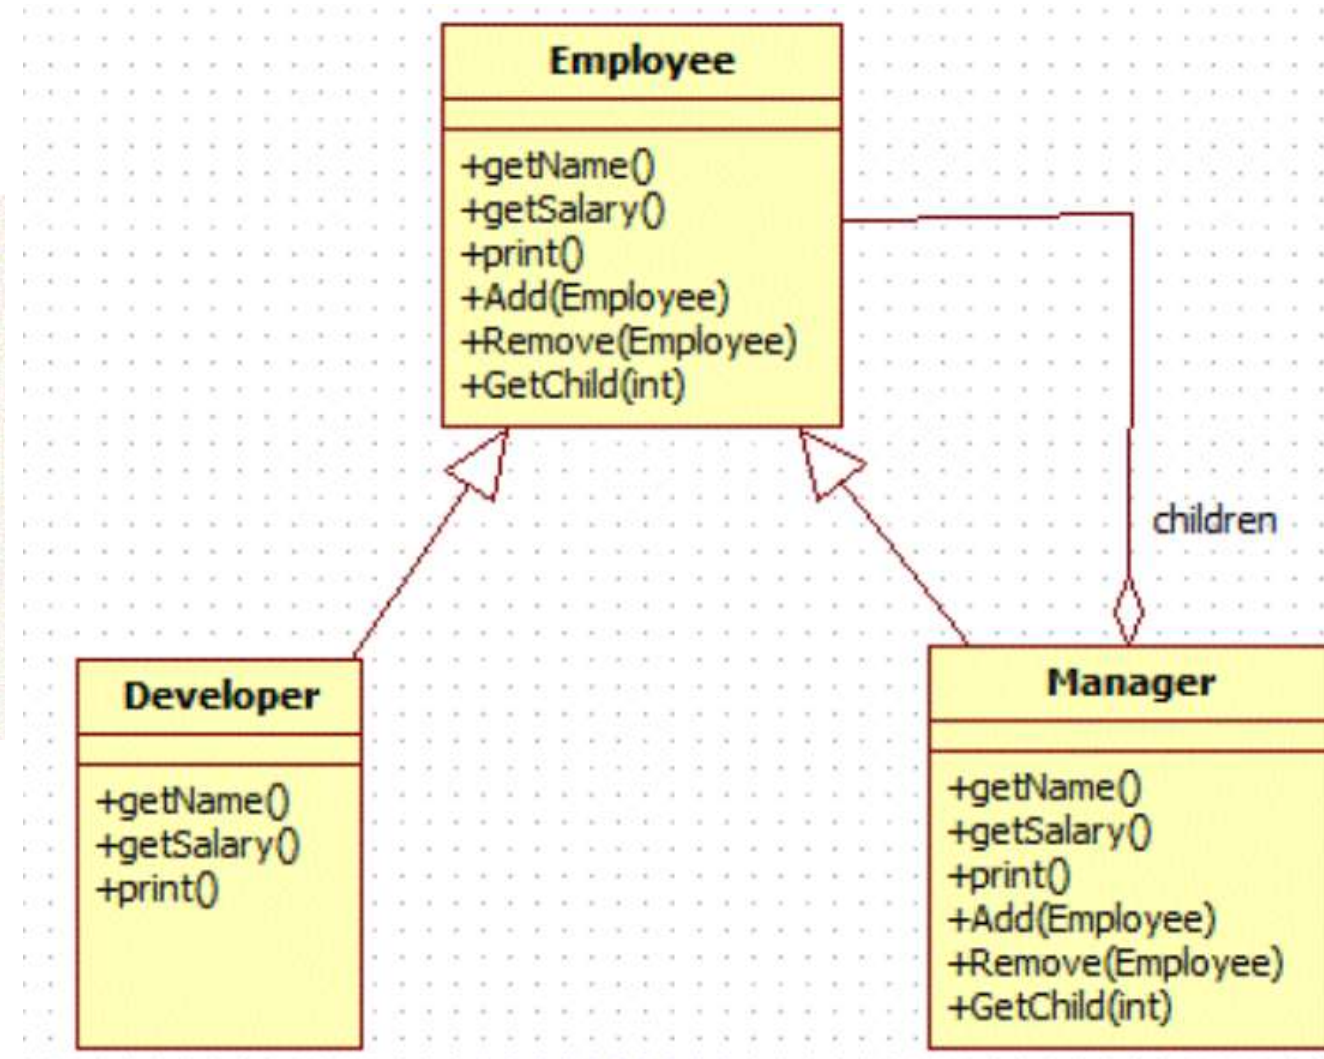 Employee
+getName()
+getSalary()
+print()
+Add(Employee)
+Remove(Employee)
+GetChild(int)
children
Developer
+getName()
+getSalary()
+print()
Manager
+getName()
+getSalary()
+print()
+Add(Employee)
+Remove(Employee)
+GetChild(int)